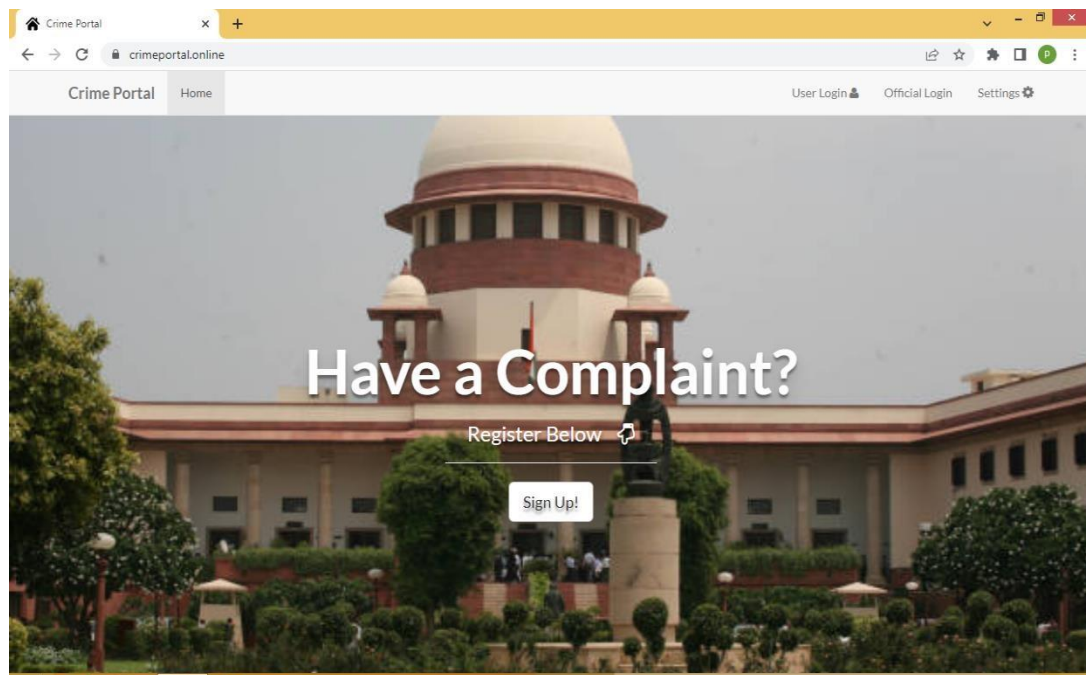 Crime Portal
crimeportal.online
P
Crime Portal Home User Login Official Login Settings
Have a Complaint?
Register Below
Sign Up!